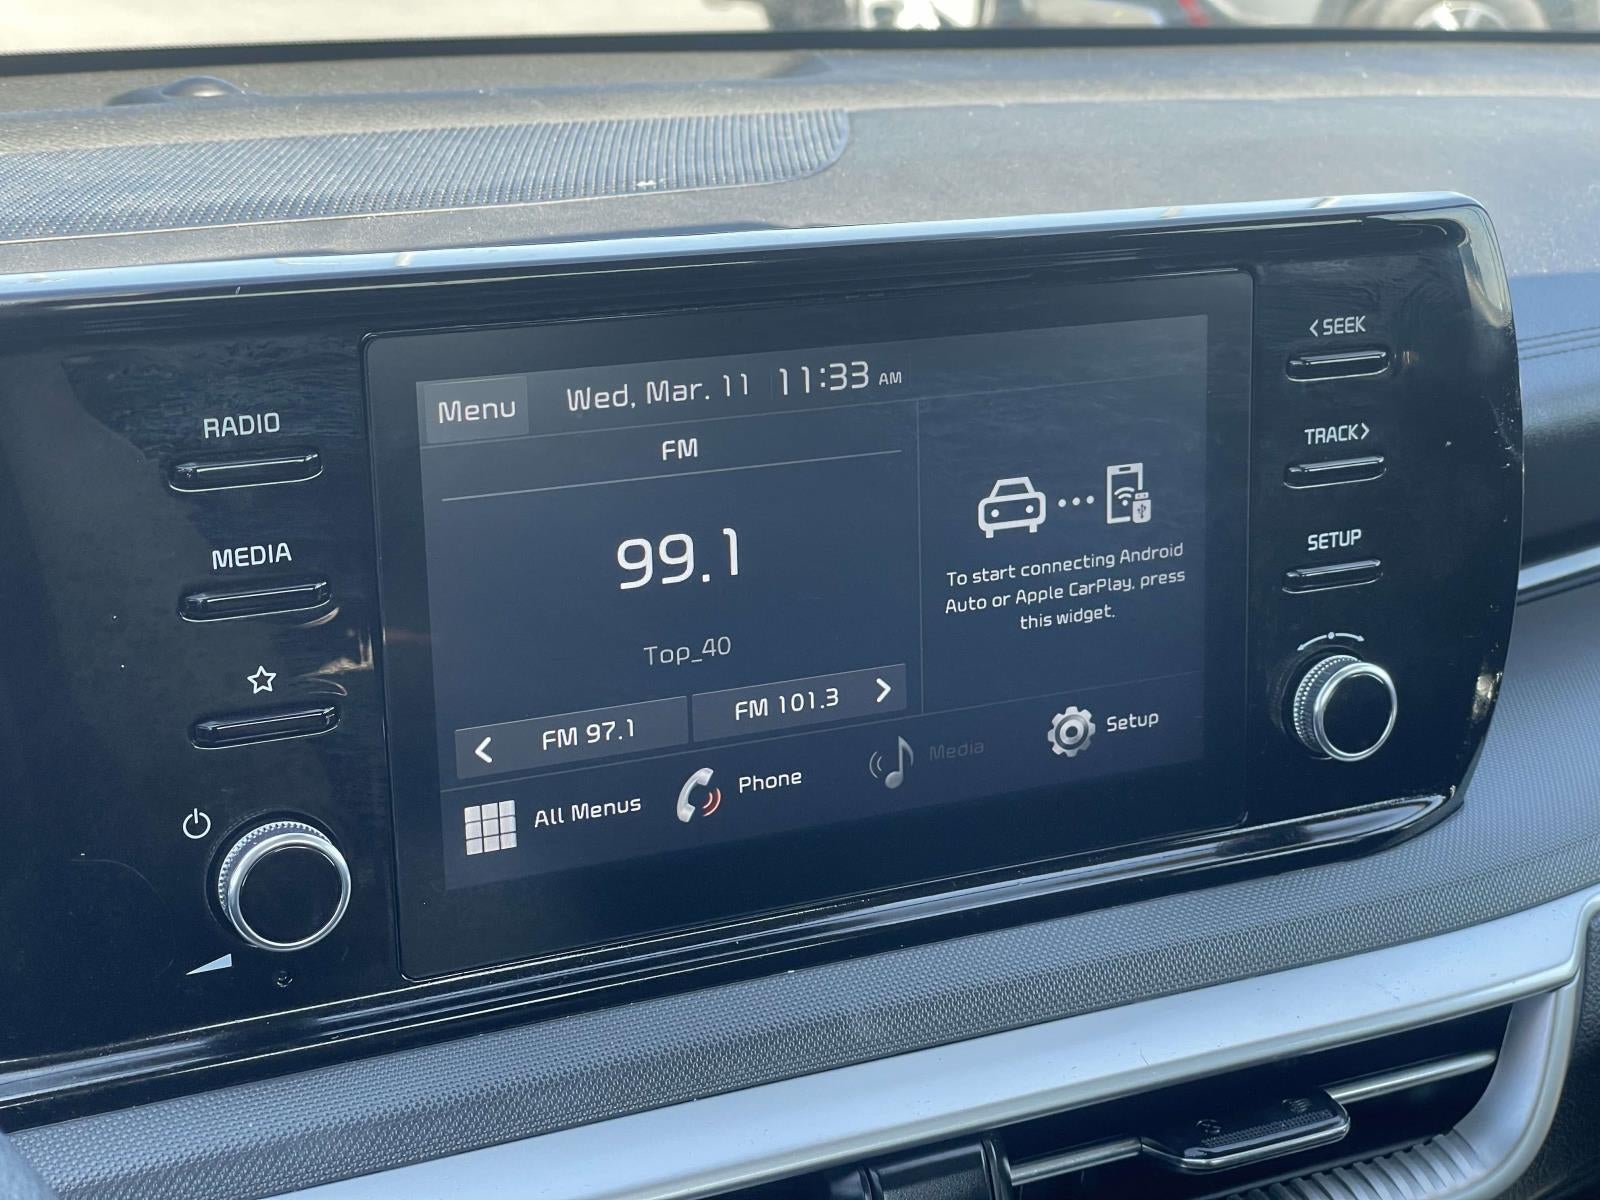 RADIO
MEDIA
Menu
Wed, Mar. 11
11:33 AM
FM
99.1
Top_40
FM 97.1
FM 101.3
To start connecting Android
Auto or Apple CarPlay, press
this widget.
All Menus
Phone
Media
Setup
<SEEK
TRACK>
SETUP